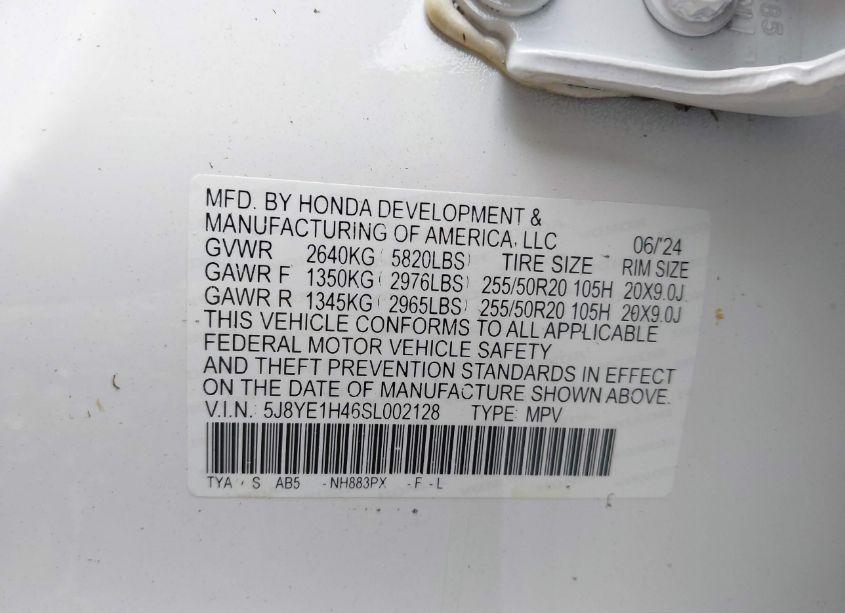 MFD. BY HONDA DEVELOPMENT &
MANUFACTURING OF AMERICA, LLC 06/'24
GVWR 2640KG( 5820LBS) TIRE SIZE RIM SIZE
GAWR F 1350KG( 2976LBS) 255/50R20 105H 20X9.0J
GAWR R 1345KG( 2965LBS) 255/50R20 105H 20X9.0J
THIS VEHICLE CONFORMS TO ALL APPLICABLE
FEDERAL MOTOR VEHICLE SAFETY
AND THEFT PREVENTION STANDARDS IN EFFECT
ON THE DATE OF MANUFACTURE SHOWN ABOVE.
V.I.N.: 5J8YE1H46SL002128 TYPE: MPV
TYA S AB5 -NH883PX -F -L